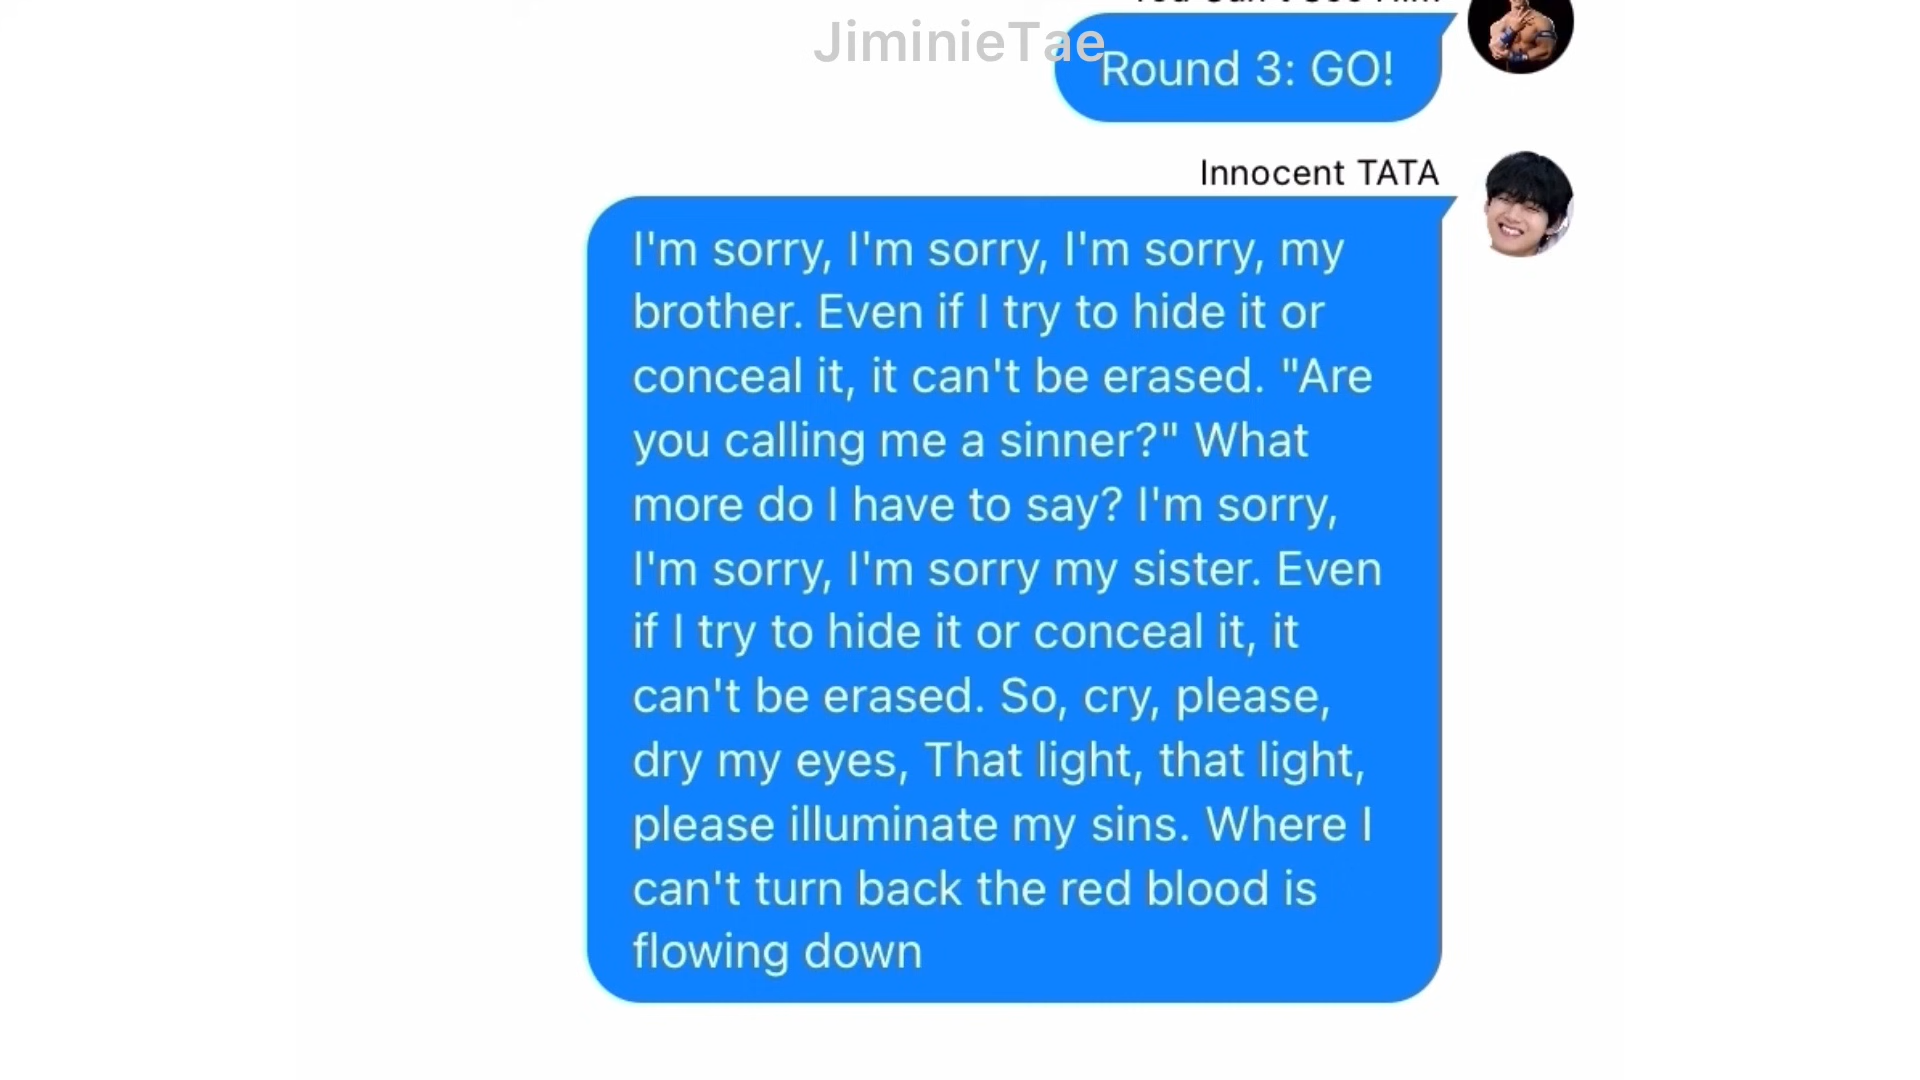 You Can't See Him
JiminieTae
Round 3: GO!
Innocent TATA
I'm sorry, I'm sorry, I'm sorry, my
brother. Even if I try to hide it or
conceal it, it can't be erased. "Are
you calling me a sinner?" What
more do I have to say? I'm sorry,
I'm sorry, I'm sorry my sister. Even
if I try to hide it or conceal it, it
can't be erased. So, cry, please,
dry my eyes, That light, that light,
please illuminate my sins. Where I
can't turn back the red blood is
flowing down